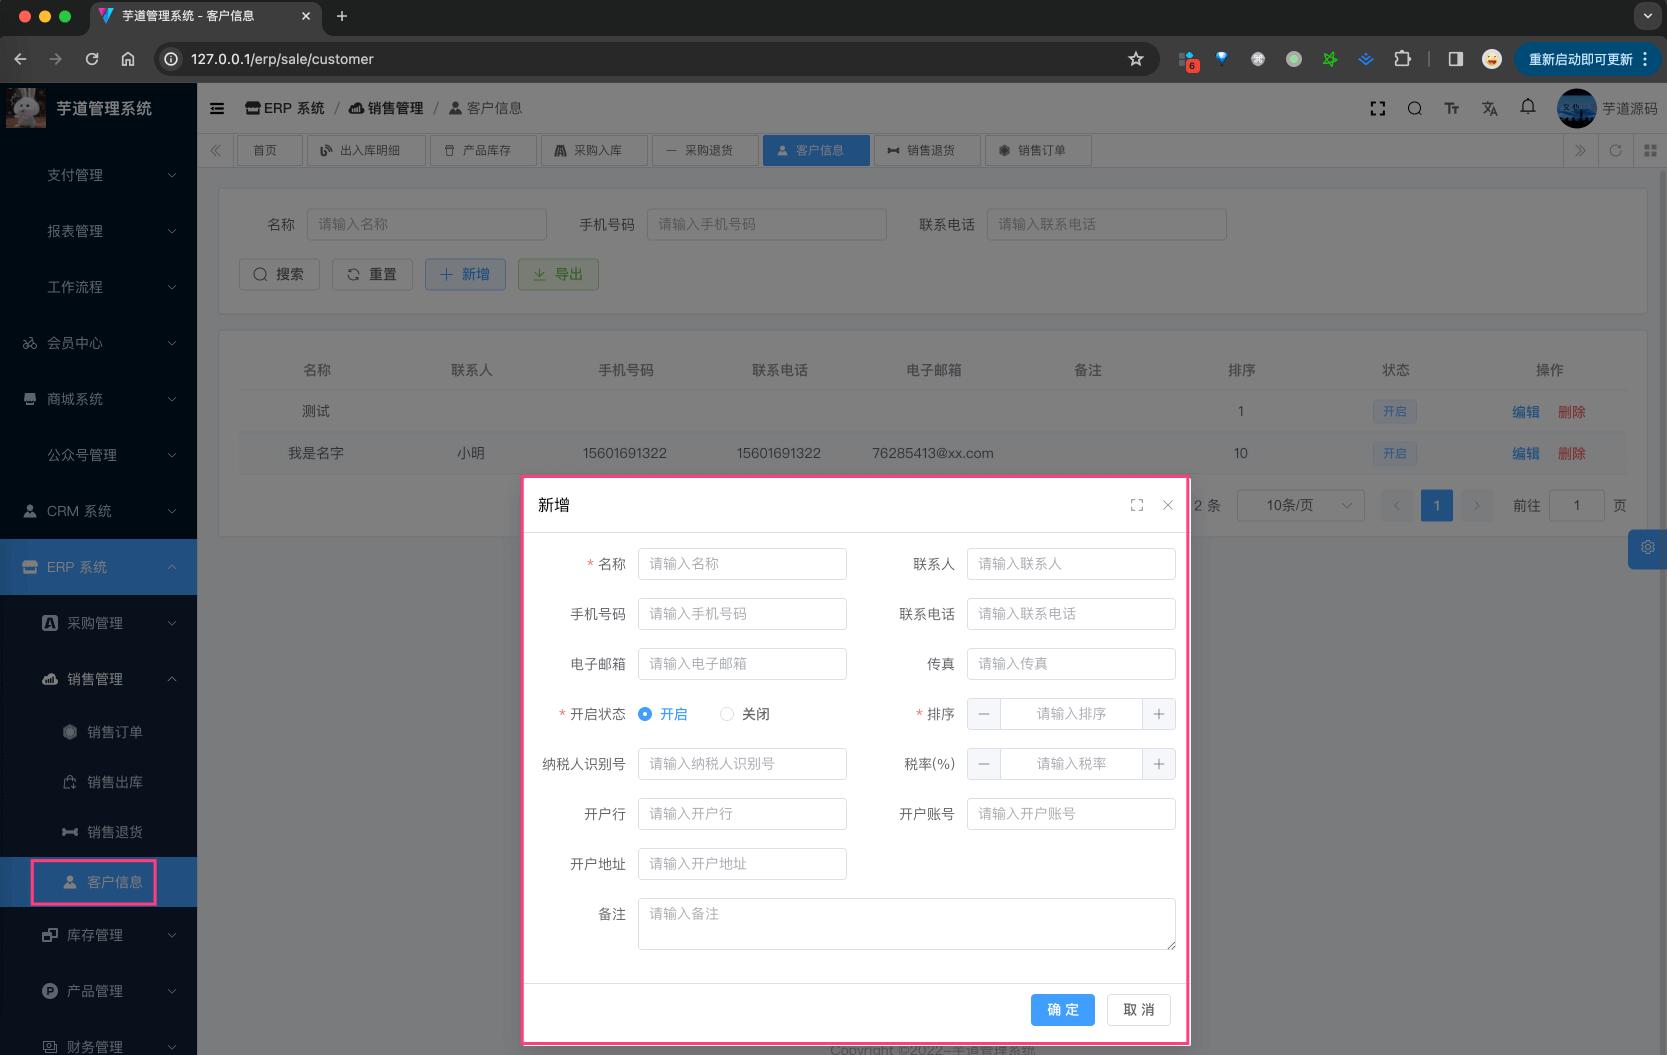 芋道管理系统 - 客户信息
127.0.0.1/erp/sale/customer
6
重新启动即可更新
芋道管理系统
ERP 系统 / 销售管理 / 客户信息
芋道源码
首页 出入库明细 产品库存 采购入库 采购退货 客户信息 销售退货 销售订单
支付管理
报表管理
工作流程
会员中心
商城系统
公众号管理
CRM 系统
ERP 系统
采购管理
销售管理
销售订单
销售出库
销售退货
客户信息
库存管理
产品管理
财务管理
名称 请输入名称 手机号码 请输入手机号码 联系电话 请输入联系电话
搜索 重置 新增 导出
名称 联系人 手机号码 联系电话 电子邮箱 备注 排序 状态 操作
测试 1 开启 编辑 删除
我是名字 小明 15601691322 15601691322 76285413@xx.com 10 开启 编辑 删除
2 条 10条/页 1 前往 1 页
新增
* 名称 请输入名称 联系人 请输入联系人
手机号码 请输入手机号码 联系电话 请输入联系电话
电子邮箱 请输入电子邮箱 传真 请输入传真
* 开启状态 开启 关闭 * 排序 请输入排序
纳税人识别号 请输入纳税人识别号 税率(%) 请输入税率
开户行 请输入开户行 开户账号 请输入开户账号
开户地址 请输入开户地址
备注 请输入备注
确 定 取 消
Copyright ©2022-芋道管理系统